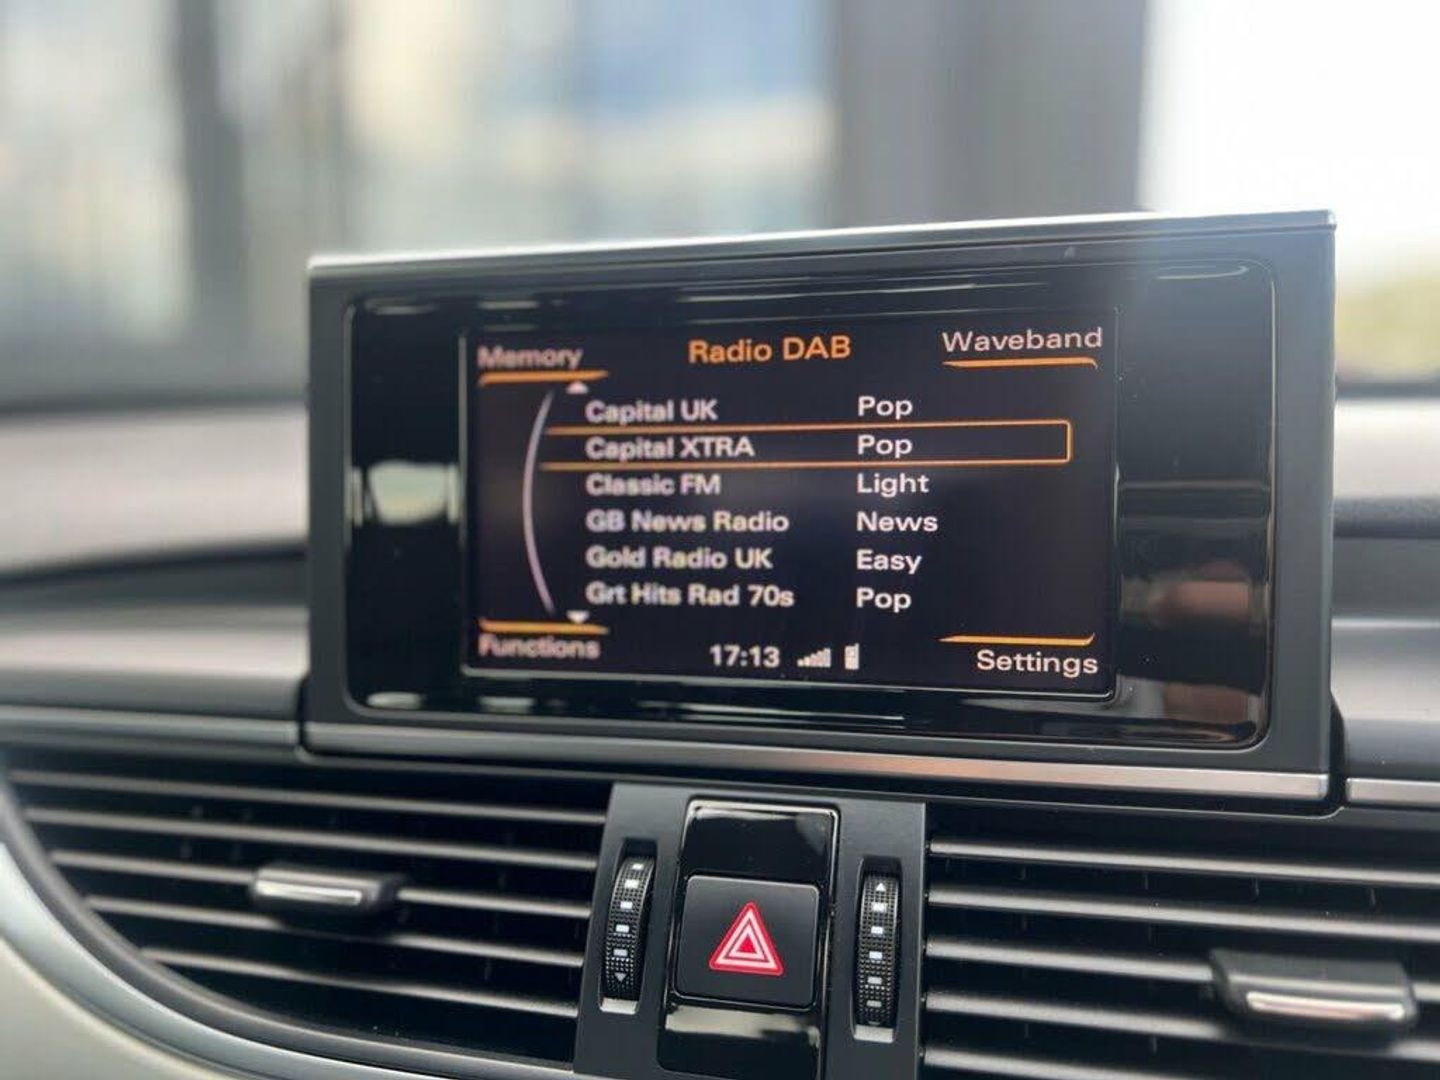 Memory Radio DAB Waveband
Capital UK Pop
Capital XTRA Pop
Classic FM Light
GB News Radio News
Gold Radio UK Easy
Grt Hits Rad 70s Pop
Functions 17:13 Settings